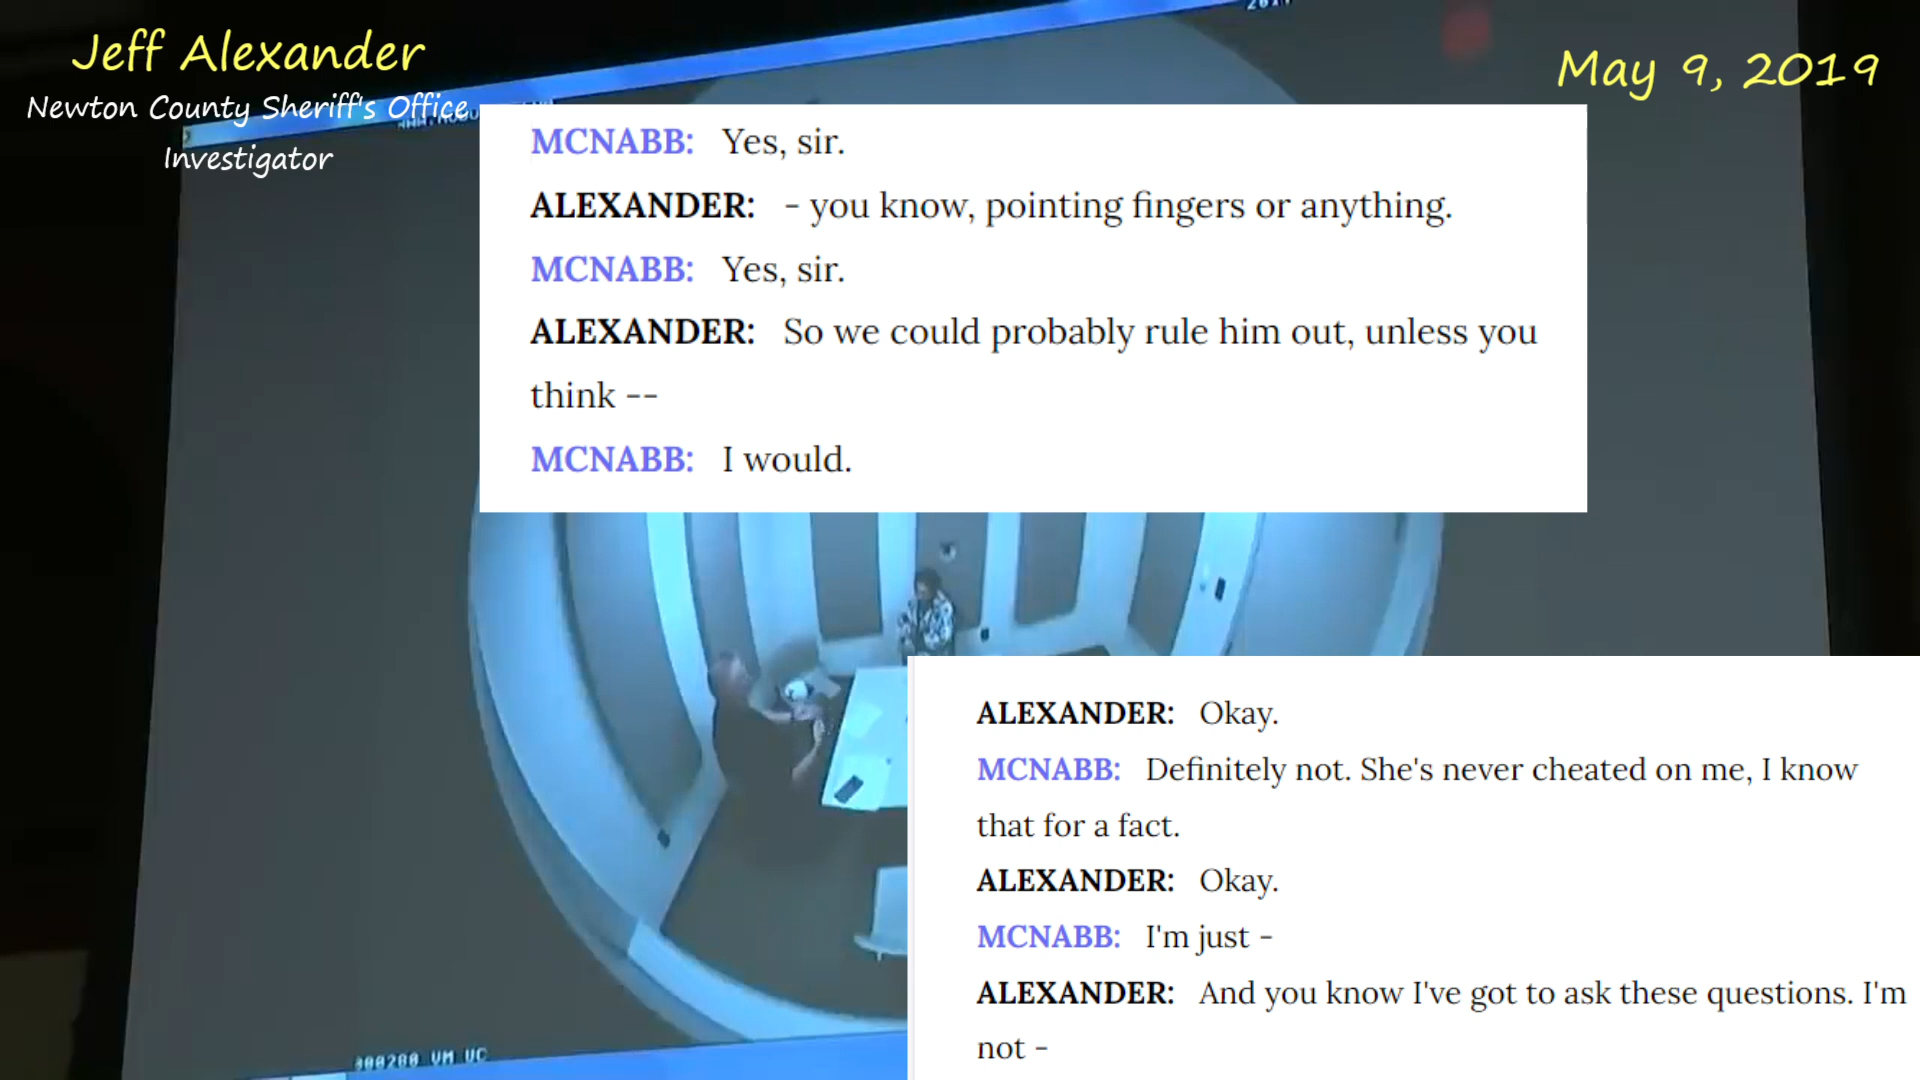 Jeff Alexander
Newton County Sheriff's Office
Investigator
May 9, 2019
MCNABB: Yes, sir.
ALEXANDER: - you know, pointing fingers or anything.
MCNABB: Yes, sir.
ALEXANDER: So we could probably rule him out, unless you
think --
MCNABB: I would.
ALEXANDER: Okay.
MCNABB: Definitely not. She's never cheated on me, I know
that for a fact.
ALEXANDER: Okay.
MCNABB: I'm just -
ALEXANDER: And you know I've got to ask these questions. I'm
not -